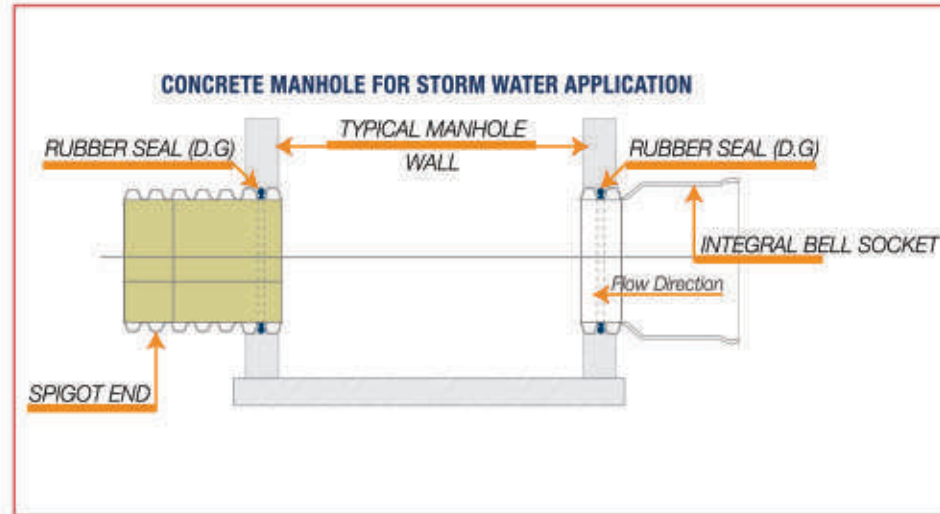 CONCRETE MANHOLE FOR STORM WATER APPLICATION
RUBBER SEAL (D.G)
TYPICAL MANHOLE
WALL
RUBBER SEAL (D.G)
INTEGRAL BELL SOCKET
Flow Direction
SPIGOT END